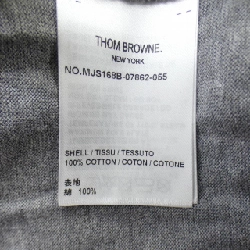 THOM BROWNE.
NEW YORK
NO.MJS168B-07862-055
SHELL / TISSU / TESSUTO
100% COTTON / COTON / COTONE
表地
綿 100%